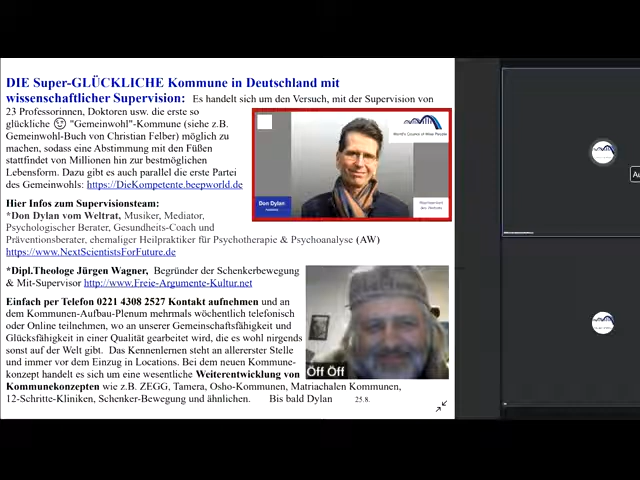 DIE Super-GLÜCKLICHE Kommune in Deutschland mit
wissenschaftlicher Supervision: Es handelt sich um den Versuch, mit der Supervision von
23 Professorinnen, Doktoren usw. die erste so
glückliche "Gemeinwohl"-Kommune (siehe z.B.
Gemeinwohl-Buch von Christian Felber) möglich zu
machen, sodass eine Abstimmung mit den Füßen
stattfindet von Millionen hin zur bestmöglichen
Lebensform. Dazu gibt es auch parallel die erste Partei
des Gemeinwohls: https://DieKompetente.beepworld.de
World's Council of Wise People
Don Dylan
Hier Infos zum Supervisionsteam:
*Don Dylan vom Weltrat, Musiker, Mediator,
Psychologischer Berater, Gesundheits-Coach und
Präventionsberater, ehemaliger Heilpraktiker für Psychotherapie & Psychoanalyse (AW)
https://www.NextScientistsForFuture.de
*Dipl.Theologe Jürgen Wagner, Begründer der Schenkerbewegung
& Mit-Supervisor http://www.Freie-Argumente-Kultur.net
Einfach per Telefon 0221 4308 2527 Kontakt aufnehmen und an
dem Kommunen-Aufbau-Plenum mehrmals wöchentlich telefonisch
oder Online teilnehmen, wo an unserer Gemeinschaftsfähigkeit und
Glücksfähigkeit in einer Qualität gearbeitet wird, die es wohl nirgends
sonst auf der Welt gibt. Das Kennenlernen steht an allererster Stelle
und immer vor dem Einzug in Locations. Bei dem neuen Kommune-
konzept handelt es sich um eine wesentliche Weiterentwicklung von
Kommunekonzepten wie z.B. ZEGG, Tamera, Osho-Kommunen, Matriachalen Kommunen,
12-Schritte-Kliniken, Schenker-Bewegung und ähnlichen. Bis bald Dylan 25.8.
Öff Öff
Au